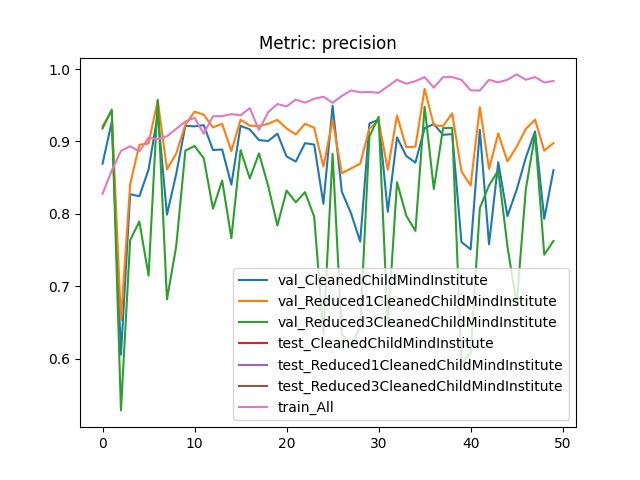 Metric: precision
1.0
0.9
0.8
0.7
0.6
val_CleanedChildMindInstitute
val_Reduced1CleanedChildMindInstitute
val_Reduced3CleanedChildMindInstitute
test_CleanedChildMindInstitute
test_Reduced1CleanedChildMindInstitute
test_Reduced3CleanedChildMindInstitute
train_All
0 10 20 30 40 50